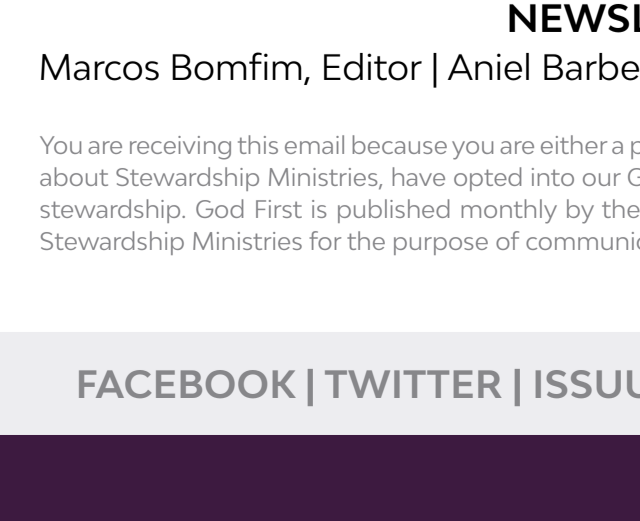 NEWSL
Marcos Bomfim, Editor | Aniel Barbe
You are receiving this email because you are either a p
about Stewardship Ministries, have opted into our G
stewardship. God First is published monthly by the
Stewardship Ministries for the purpose of communic
FACEBOOK | TWITTER | ISSUU